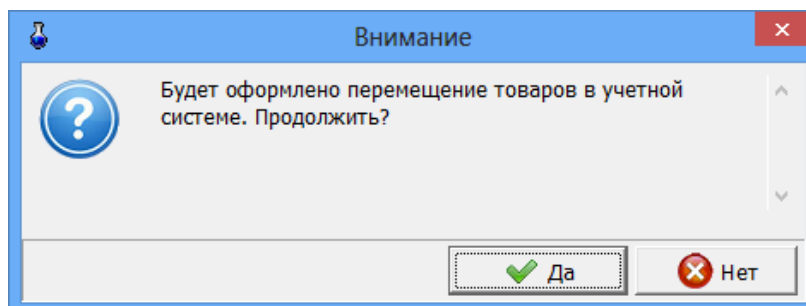 Внимание
Будет оформлено перемещение товаров в учетной
системе. Продолжить?
Да
Нет